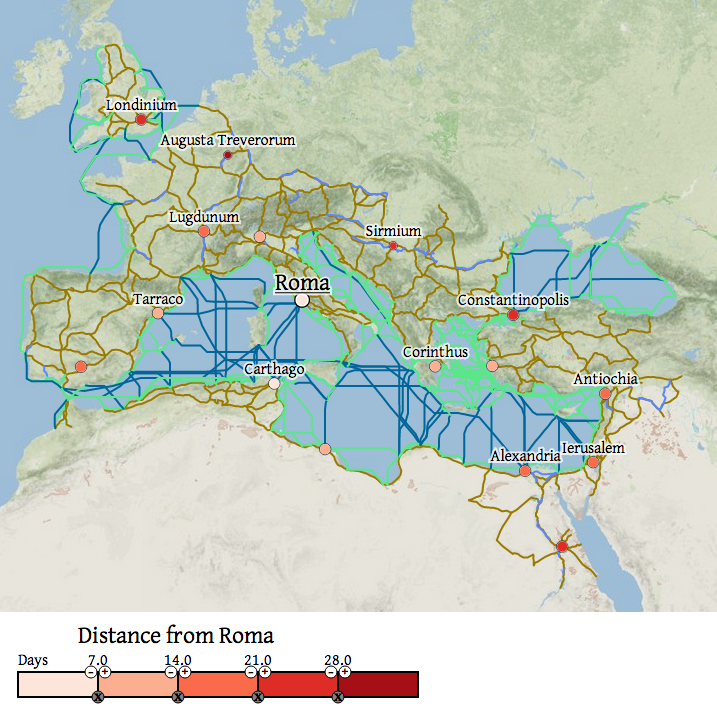 Londinium
Augusta Treverorum
Lugdunum
Sirmium
Roma
Tarraco
Constantinopolis
Corinthus
Carthago
Antiochia
Alexandria
Ierusalem
Distance from Roma
Days 7.0 14.0 21.0 28.0
− + − + − + − +
x x x x